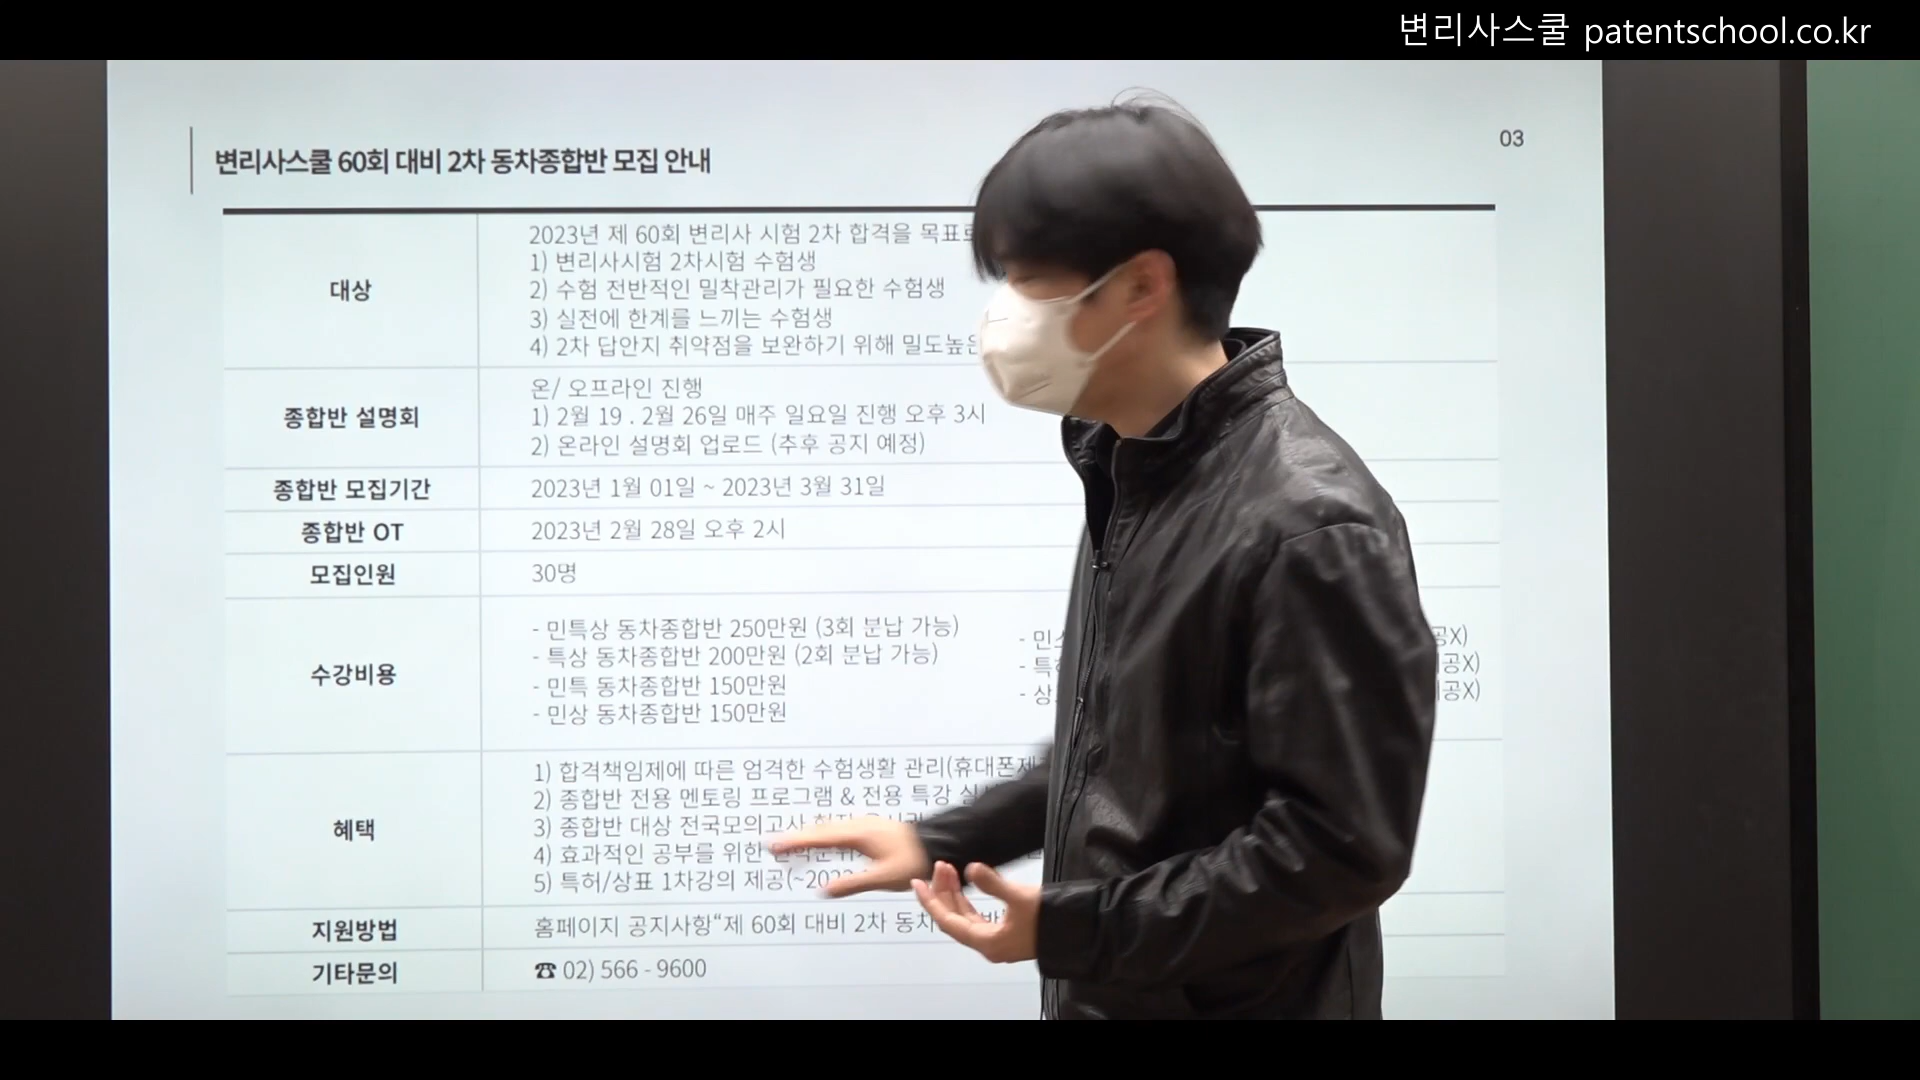 변리사스쿨 patentschool.co.kr
03
변리사스쿨 60회 대비 2차 동차종합반 모집 안내
대상
2023년 제 60회 변리사 시험 2차 합격을 목표로
1) 변리사시험 2차시험 수험생
2) 수험 전반적인 밀착관리가 필요한 수험생
3) 실전에 한계를 느끼는 수험생
4) 2차 답안지 취약점을 보완하기 위해 밀도높은
종합반 설명회
온/ 오프라인 진행
1) 2월 19 . 2월 26일 매주 일요일 진행 오후 3시
2) 온라인 설명회 업로드 (추후 공지 예정)
종합반 모집기간
2023년 1월 01일 ~ 2023년 3월 31일
종합반 OT
2023년 2월 28일 오후 2시
모집인원
30명
수강비용
- 민특상 동차종합반 250만원 (3회 분납 가능)
- 특상 동차종합반 200만원 (2회 분납 가능)
- 민특 동차종합반 150만원
- 민상 동차종합반 150만원
- 민
공X)
- 특
공X)
- 상
공X)
혜택
1) 합격책임제에 따른 엄격한 수험생활 관리(휴대폰제
2) 종합반 전용 멘토링 프로그램 & 전용 특강
3) 종합반 대상 전국모의고사
4) 효과적인 공부를 위한
5) 특허/상표 1차강의 제공(~202
지원방법
홈페이지 공지사항“제 60회 대비 2차 동차
기타문의
☎ 02) 566 - 9600